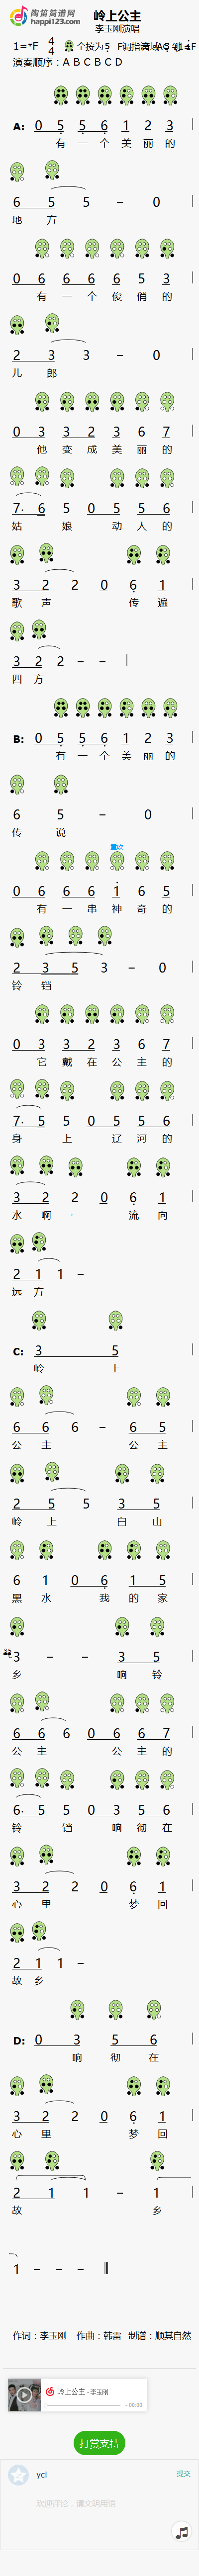 陶笛简谱网
happi123.com
岭上公主
李玉刚演唱
1=#F 4/4 全按为5
演奏顺序：A B C B C D
A: 0 5 5 6 1 2 3
有 一 个 美 丽 的
6 5 5 – 0
地 方
0 6 6 6 6 5 3
有 一 个 俊 俏 的
2 3 3 – 0
儿 郎
0 3 3 2 3 6 7
他 变 成 美 丽 的
7. 6 5 0 5 5 6
姑 娘 动 人 的
3 2 2 0 6 1
歌 声 传 遍
3 2 2 – –
四 方
B: 0 5 5 6 1 2 3
有 一 个 美 丽 的
6 5 – 0
传 说
重吹
0 6 6 6 1 6 5
有 一 串 神 奇 的
2 3 5 3 – 0
铃 铛
0 3 3 2 3 6 7
它 戴 在 公 主 的
7. 5 5 0 5 5 6
身 上 辽 河 的
3 2 2 0 6 1
水 啊 ， 流 向
2 1 1 –
远 方
C: 3 5
岭 上
6 6 6 – 6 5
公 主 公 主
2 5 5 3 5
岭 上 白 山
6 1 0 6 1 5
黑 水 我 的 家
35 3 – – 3 5
乡 响 铃
6 6 6 0 6 6 7
公 主 公 主 的
6. 5 5 0 3 5 6
铃 铛 响 彻 在
3 2 2 0 6 1
心 里 梦 回
2 1 1 –
故 乡
D: 0 3 5 6
响 彻 在
3 2 2 0 6 1
心 里 梦 回
2 1 1 – 1
故 乡
1 – – –
作词：李玉刚 作曲：韩雷 制谱：顺其自然
岭上公主 - 李玉刚
- 00:00
打赏支持
yci
提交
欢迎评论，请文明用语